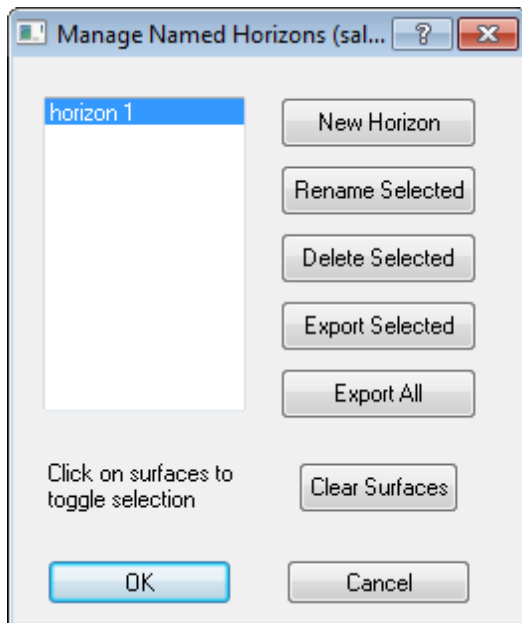 Manage Named Horizons (sal...
horizon 1
New Horizon
Rename Selected
Delete Selected
Export Selected
Export All
Click on surfaces to
toggle selection
Clear Surfaces
OK
Cancel